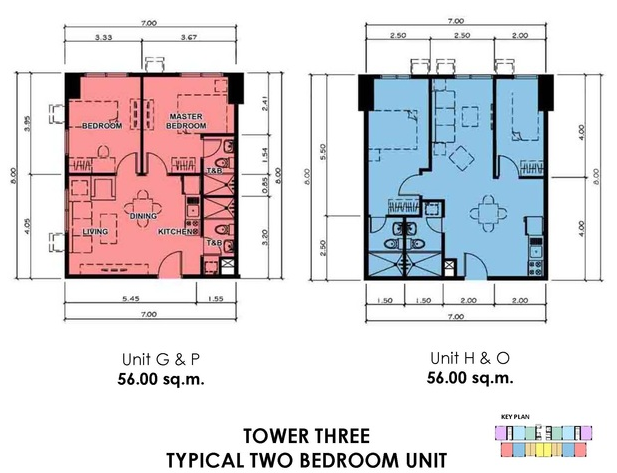 7.00
7.00
3.33 3.67
2.50 2.50 2.00
BEDROOM
MASTER
BEDROOM
T&B
DINING
LIVING
KITCHEN
T&B
3.95
4.05
8.00
2.41
1.54
0.85
3.20
8.00
5.45 1.55
7.00
5.50
2.50
8.00
4.00
4.00
8.00
1.50 1.50 2.00 2.00
7.00
Unit G & P
56.00 sq.m.
Unit H & O
56.00 sq.m.
KEY PLAN
TOWER THREE
TYPICAL TWO BEDROOM UNIT